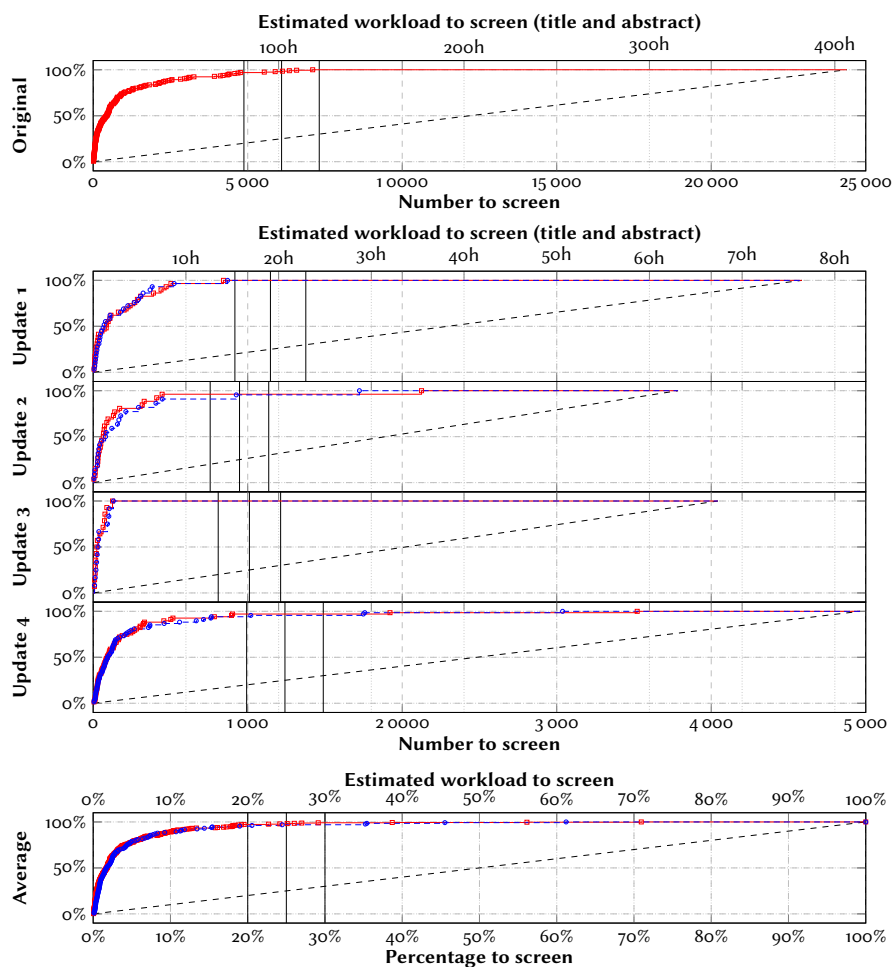 Estimated workload to screen (title and abstract)
100h 200h 300h 400h
Original
100%
50%
0%
0 5 000 10 000 15 000 20 000 25 000
Number to screen
Estimated workload to screen (title and abstract)
10h 20h 30h 40h 50h 60h 70h 80h
Update 1
100%
50%
Update 2
100%
50%
0%
Update 3
100%
50%
0%
Update 4
100%
50%
0%
0 1 000 2 0000 3 000 4 000 5 000
Number to screen
Estimated workload to screen
0% 10% 20% 30% 40% 50% 60% 70% 80% 90% 100%
Average
100%
50%
0%
0% 10% 20% 30% 40% 50% 60% 70% 80% 90% 100%
Percentage to screen